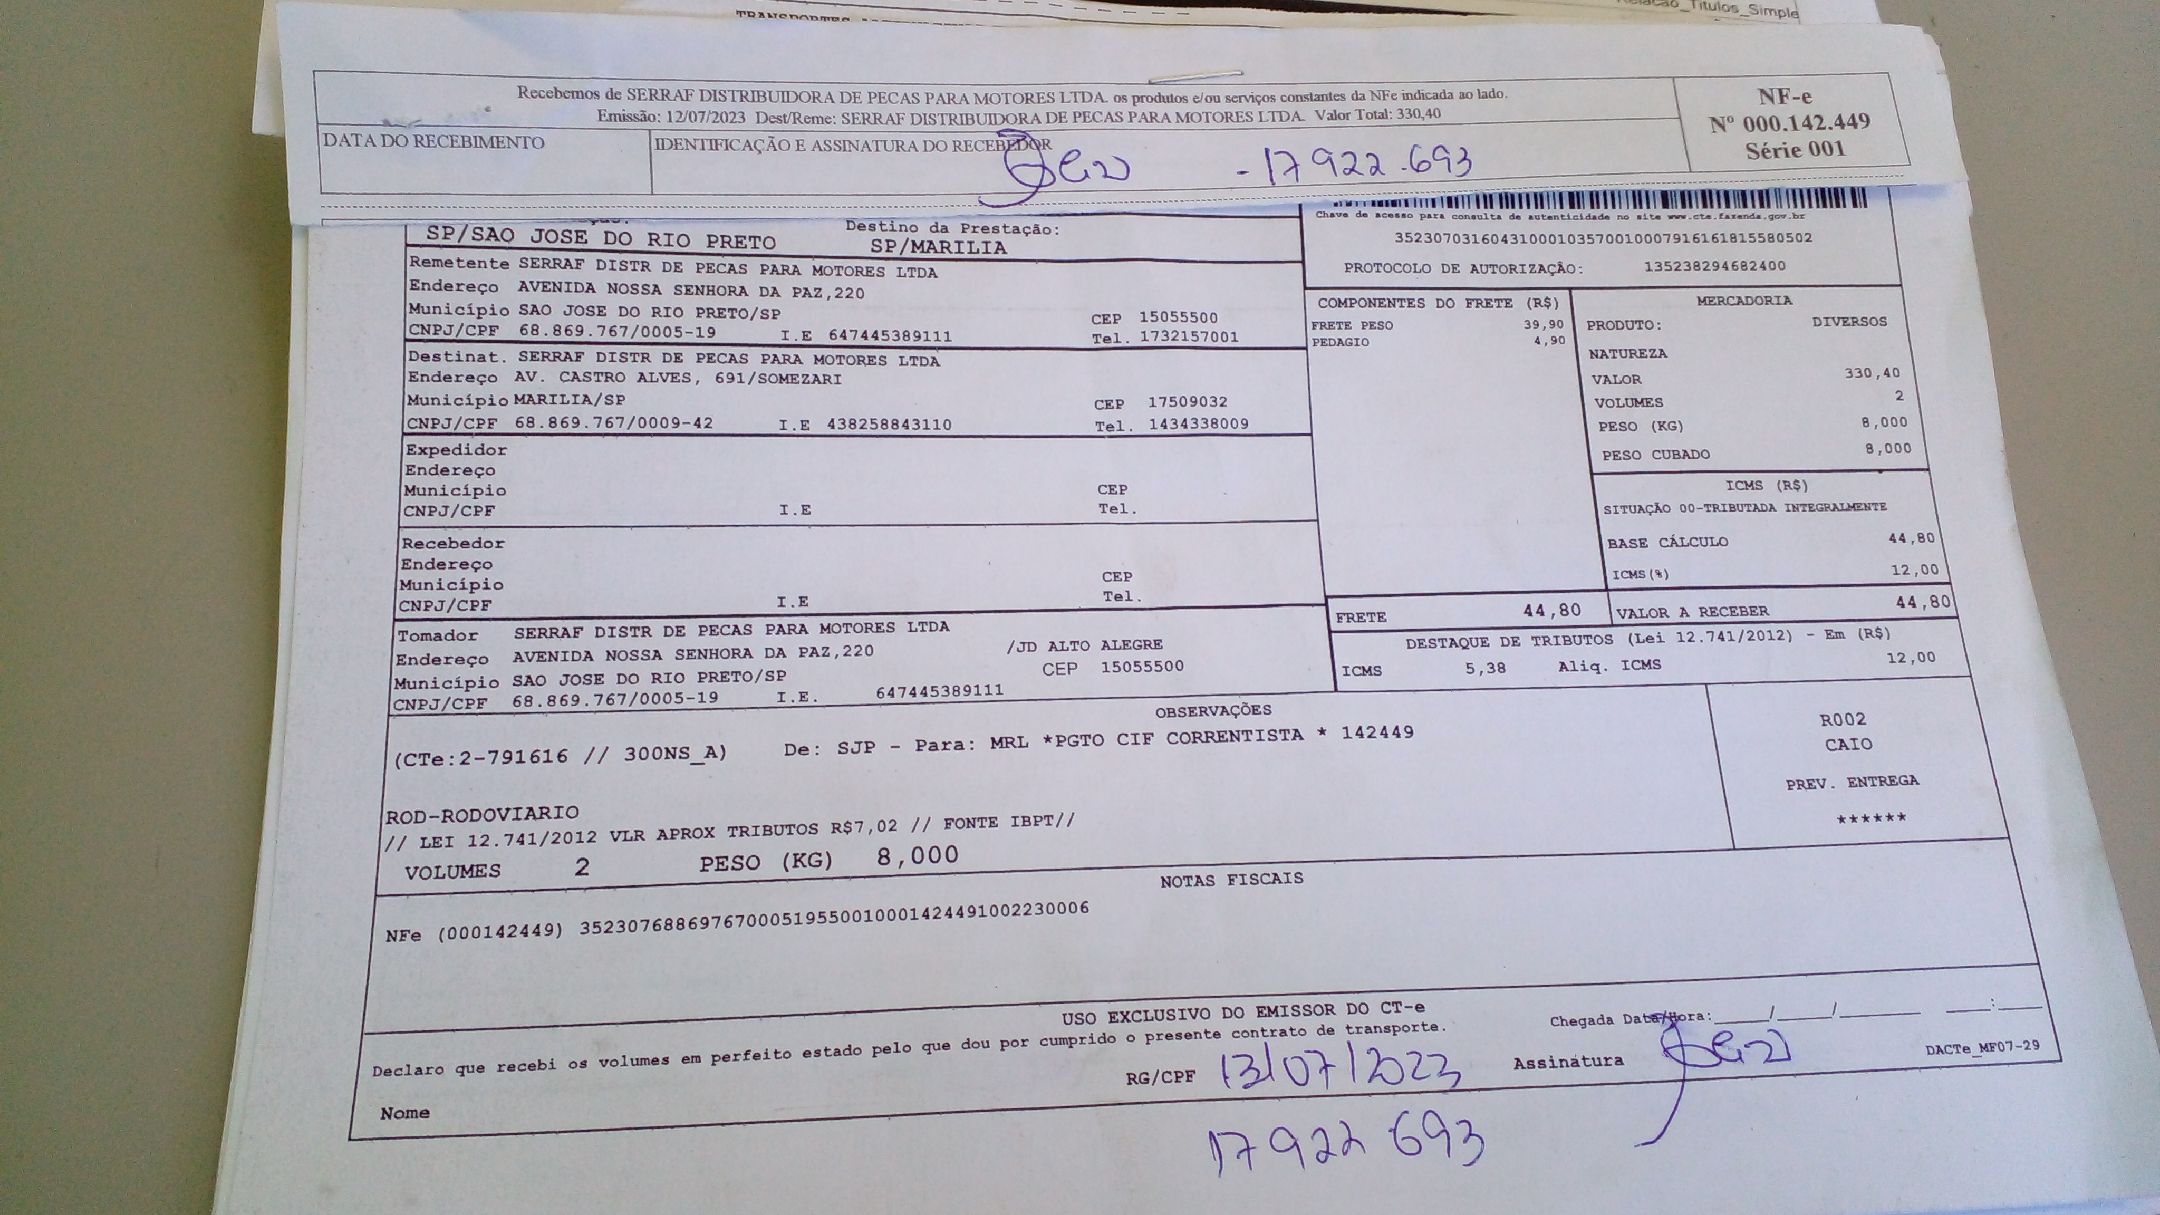 Relacao_Titulos_Simple
Recebemos de SERRAF DISTRIBUIDORA DE PECAS PARA MOTORES LTDA. os produtos e/ou serviços constantes da NFe indicada ao lado.
Emissão: 12/07/2023 Dest/Reme: SERRAF DISTRIBUIDORA DE PECAS PARA MOTORES LTDA. Valor Total: 330,40
NF-e
Nº 000.142.449
Série 001
DATA DO RECEBIMENTO
IDENTIFICAÇÃO E ASSINATURA DO RECEBEDOR
- 17 922.693
Destino da Prestação:
SP/SAO JOSE DO RIO PRETO SP/MARILIA
Chave de acesso para consulta de autenticidade no site www.cte.fazenda.gov.br
35230703160431000103570010007916161815580502
PROTOCOLO DE AUTORIZAÇÃO: 135238294682400
Remetente SERRAF DISTR DE PECAS PARA MOTORES LTDA
Endereço AVENIDA NOSSA SENHORA DA PAZ,220
Município SAO JOSE DO RIO PRETO/SP CEP 15055500
CNPJ/CPF 68.869.767/0005-19 I.E 647445389111 Tel. 1732157001
Destinat. SERRAF DISTR DE PECAS PARA MOTORES LTDA
Endereço AV. CASTRO ALVES, 691/SOMEZARI
Município MARILIA/SP CEP 17509032
CNPJ/CPF 68.869.767/0009-42 I.E 438258843110 Tel. 1434338009
Expedidor
Endereço
Município CEP
CNPJ/CPF I.E Tel.
Recebedor
Endereço
Município CEP
CNPJ/CPF I.E Tel.
Tomador SERRAF DISTR DE PECAS PARA MOTORES LTDA
Endereço AVENIDA NOSSA SENHORA DA PAZ,220 /JD ALTO ALEGRE
Município SAO JOSE DO RIO PRETO/SP CEP 15055500
CNPJ/CPF 68.869.767/0005-19 I.E. 647445389111
COMPONENTES DO FRETE (R$)
FRETE PESO 39,90
PEDAGIO 4,90
MERCADORIA
PRODUTO: DIVERSOS
NATUREZA
VALOR 330,40
VOLUMES 2
PESO (KG) 8,000
PESO CUBADO 8,000
ICMS (R$)
SITUAÇÃO 00-TRIBUTADA INTEGRALMENTE
BASE CÁLCULO 44,80
ICMS(%) 12,00
FRETE 44,80 VALOR A RECEBER 44,80
DESTAQUE DE TRIBUTOS (Lei 12.741/2012) - Em (R$)
ICMS 5,38 Aliq. ICMS 12,00
OBSERVAÇÕES
(CTe:2-791616 // 300NS_A) De: SJP - Para: MRL *PGTO CIF CORRENTISTA * 142449
ROD-RODOVIARIO
// LEI 12.741/2012 VLR APROX TRIBUTOS R$7,02 // FONTE IBPT//
VOLUMES 2 PESO (KG) 8,000
R002
CAIO
PREV. ENTREGA
******
NOTAS FISCAIS
NFe (000142449) 35230768869767000519550010001424491002230006
USO EXCLUSIVO DO EMISSOR DO CT-e
Declaro que recebi os volumes em perfeito estado pelo que dou por cumprido o presente contrato de transporte.
Chegada Data/Hora:_____/_____/________ ____:____
Nome RG/CPF 13/07/2023 Assinatura
DACTe_MF07-29
17 922 693